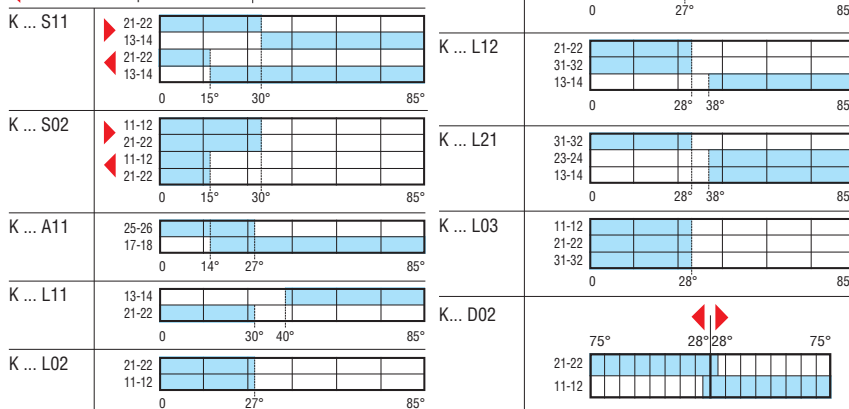 K ... S11
21-22
13-14
21-22
13-14
0 15° 30° 85°
K ... S02
11-12
21-22
11-12
21-22
0 15° 30° 85°
K ... A11
25-26
17-18
0 14° 27° 85°
K ... L11
13-14
21-22
0 30° 40° 85°
K ... L02
21-22
11-12
0 27° 85°
0 27° 85
K ... L12
21-22
31-32
13-14
0 28° 38° 85
K ... L21
31-32
23-24
13-14
0 28° 38° 85
K ... L03
11-12
21-22
31-32
0 28° 85
K... D02
75° 28° 28° 75°
21-22
11-12